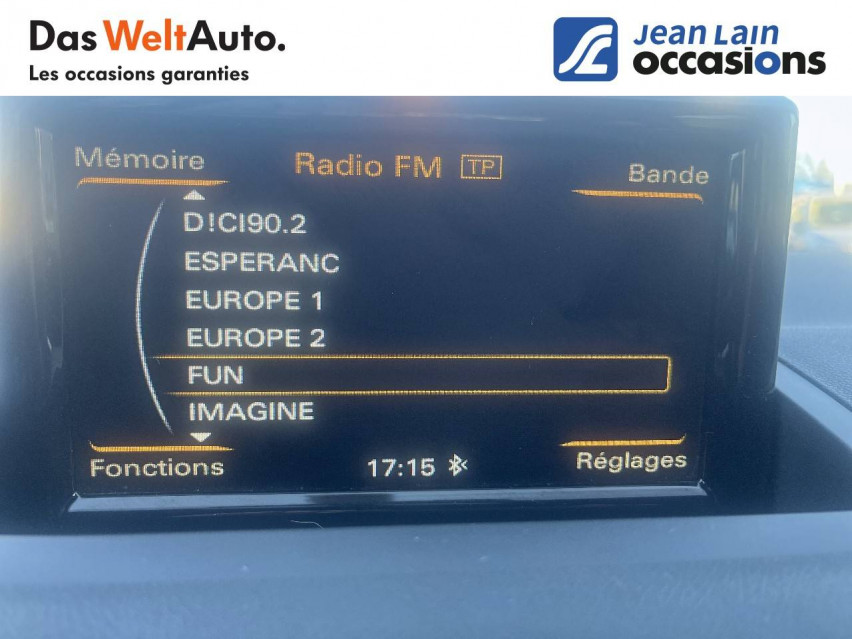 Das WeltAuto.
Les occasions garanties
Jean Lain
occasions
Mémoire
Radio FM TP
Bande
D!CI90.2
ESPERANC
EUROPE 1
EUROPE 2
FUN
IMAGINE
Fonctions
17:15
Réglages